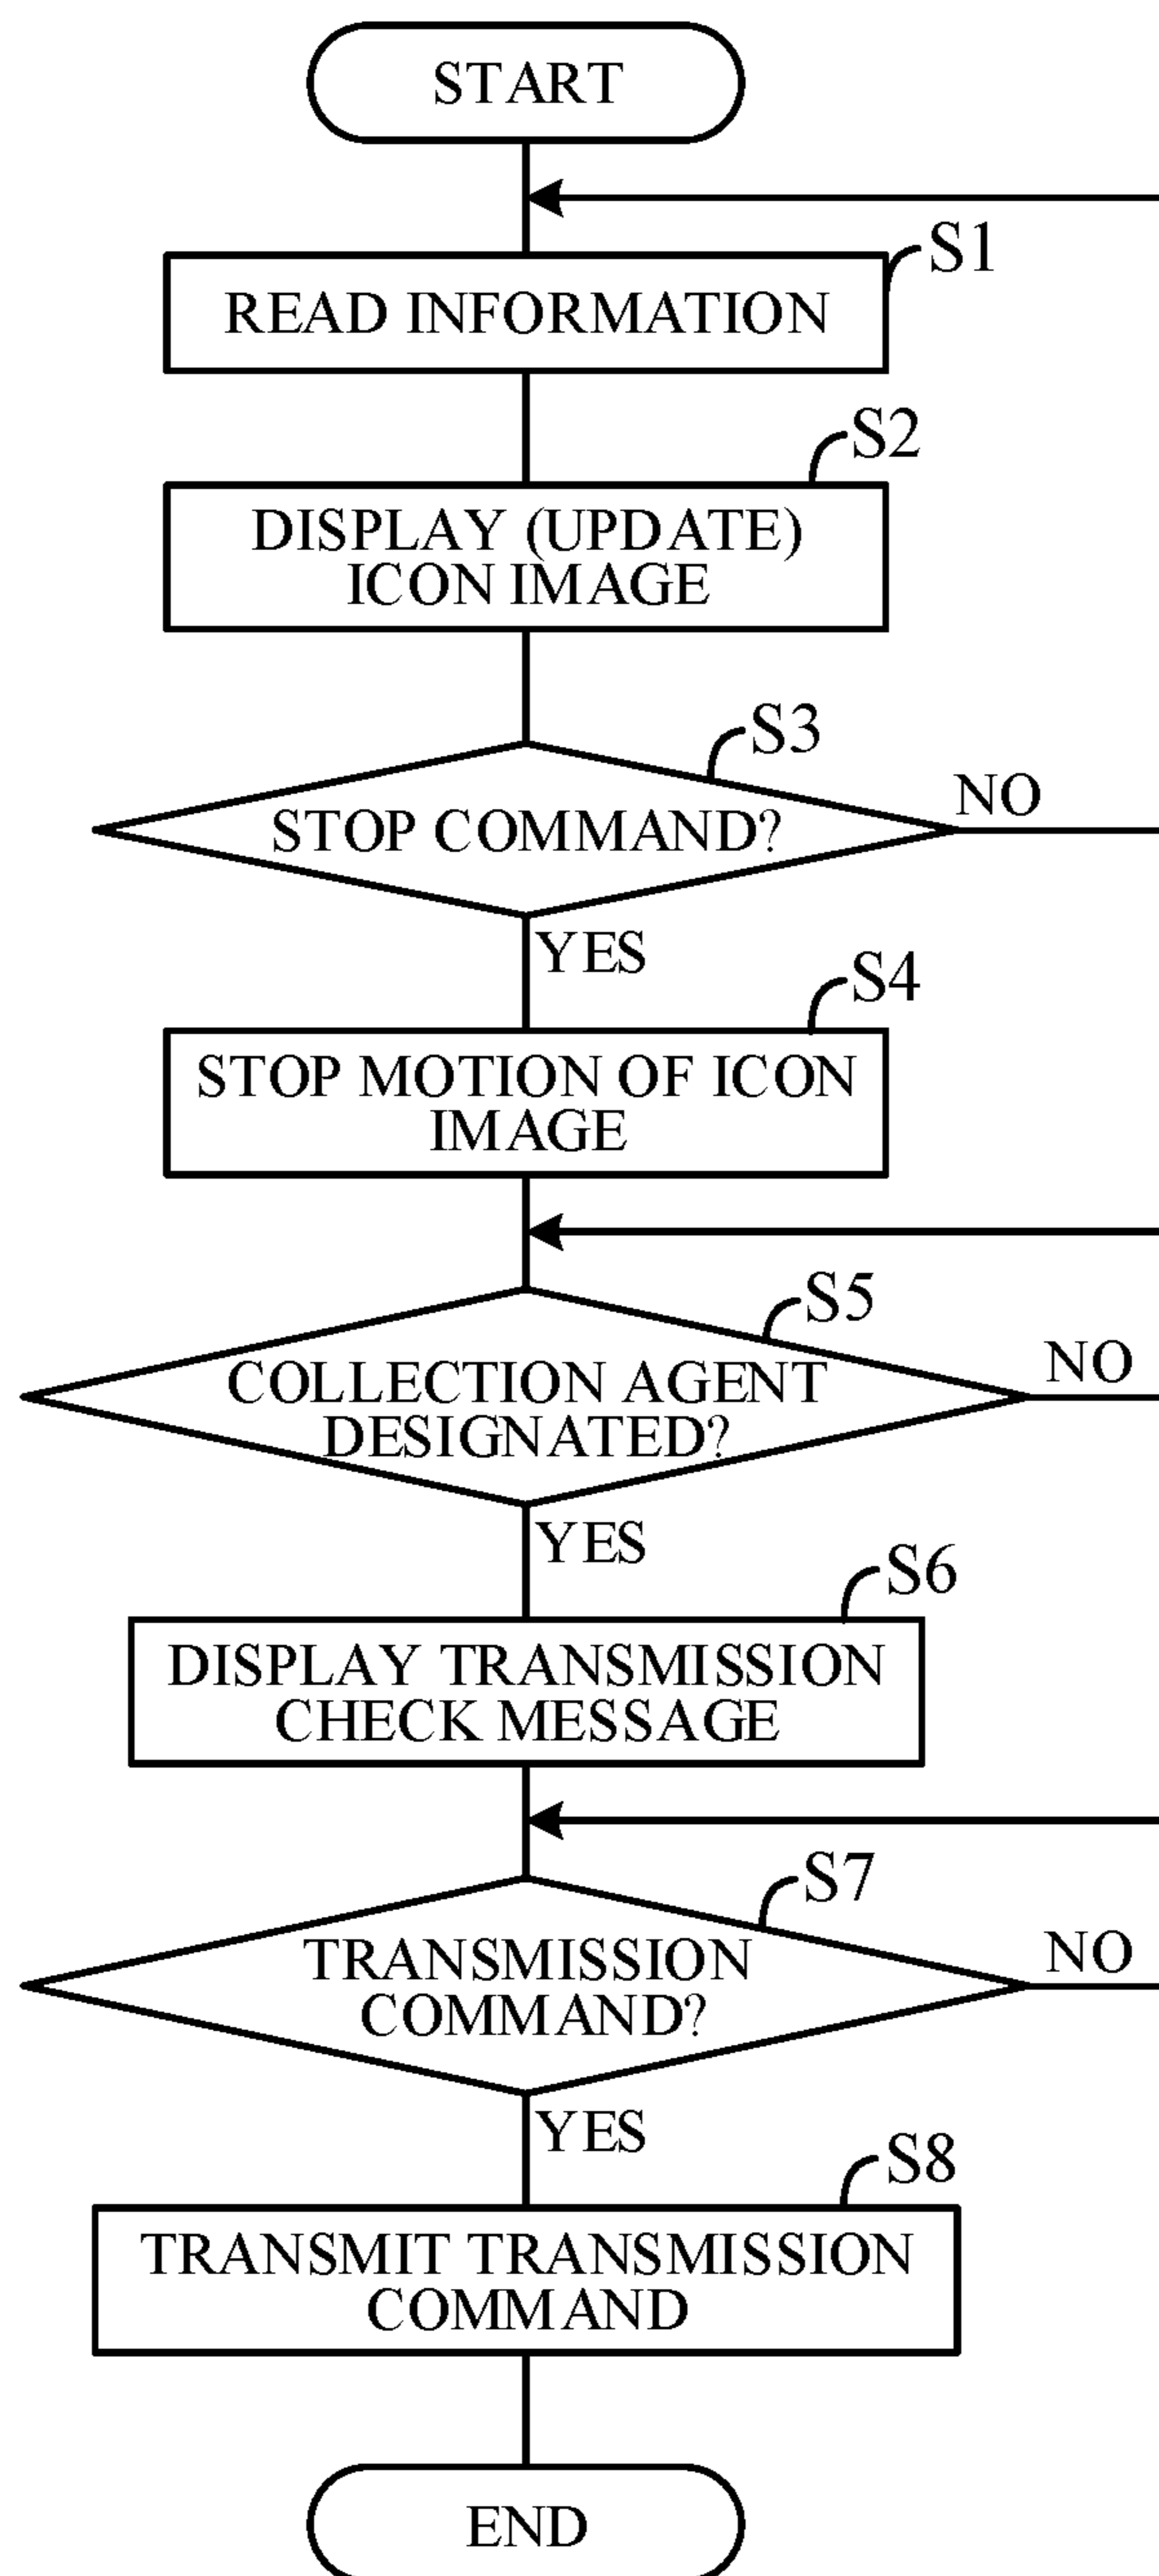 START
S1
READ INFORMATION
S2
DISPLAY (UPDATE)
ICON IMAGE
S3
STOP COMMAND?
NO
YES
S4
STOP MOTION OF ICON
IMAGE
S5
COLLECTION AGENT
DESIGNATED?
NO
YES
S6
DISPLAY TRANSMISSION
CHECK MESSAGE
S7
TRANSMISSION
COMMAND?
NO
YES
S8
TRANSMIT TRANSMISSION
COMMAND
END